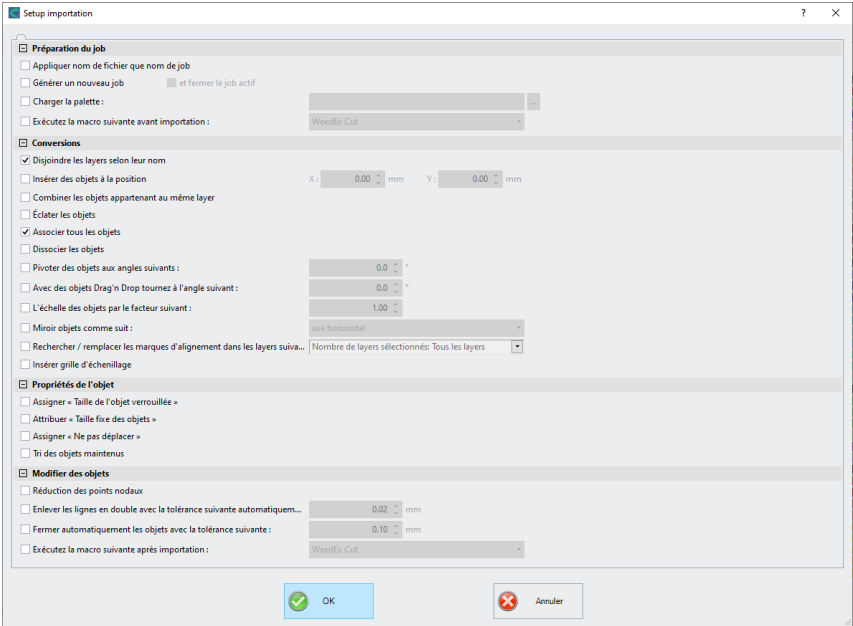 Setup importation
Préparation du job
Appliquer nom de fichier que nom de job
Générer un nouveau job et fermer le job actif
Charger la palette : ...
Exécutez la macro suivante avant importation : WeedEx Cut
Conversions
Disjoindre les layers selon leur nom
Insérer des objets à la position X : 0.00 mm Y : 0.00 mm
Combiner les objets appartenant au même layer
Éclater les objets
Associer tous les objets
Dissocier les objets
Pivoter des objets aux angles suivants : 0.0 °
Avec des objets Drag'n Drop tournez à l'angle suivant : 0.0 °
L'échelle des objets par le facteur suivant : 1.00
Miroir objets comme suit : axe horizontal
Rechercher / remplacer les marques d'alignement dans les layers suiva... Nombre de layers sélectionnés: Tous les layers
Insérer grille d'échenillage
Propriétés de l'objet
Assigner « Taille de l'objet verrouillée »
Attribuer « Taille fixe des objets »
Assigner « Ne pas déplacer »
Tri des objets maintenus
Modifier des objets
Réduction des points nodaux
Enlever les lignes en double avec la tolérance suivante automatiquem... 0.02 mm
Fermer automatiquement les objets avec la tolérance suivante : 0.10 mm
Exécutez la macro suivante après importation : WeedEx Cut
OK Annuler